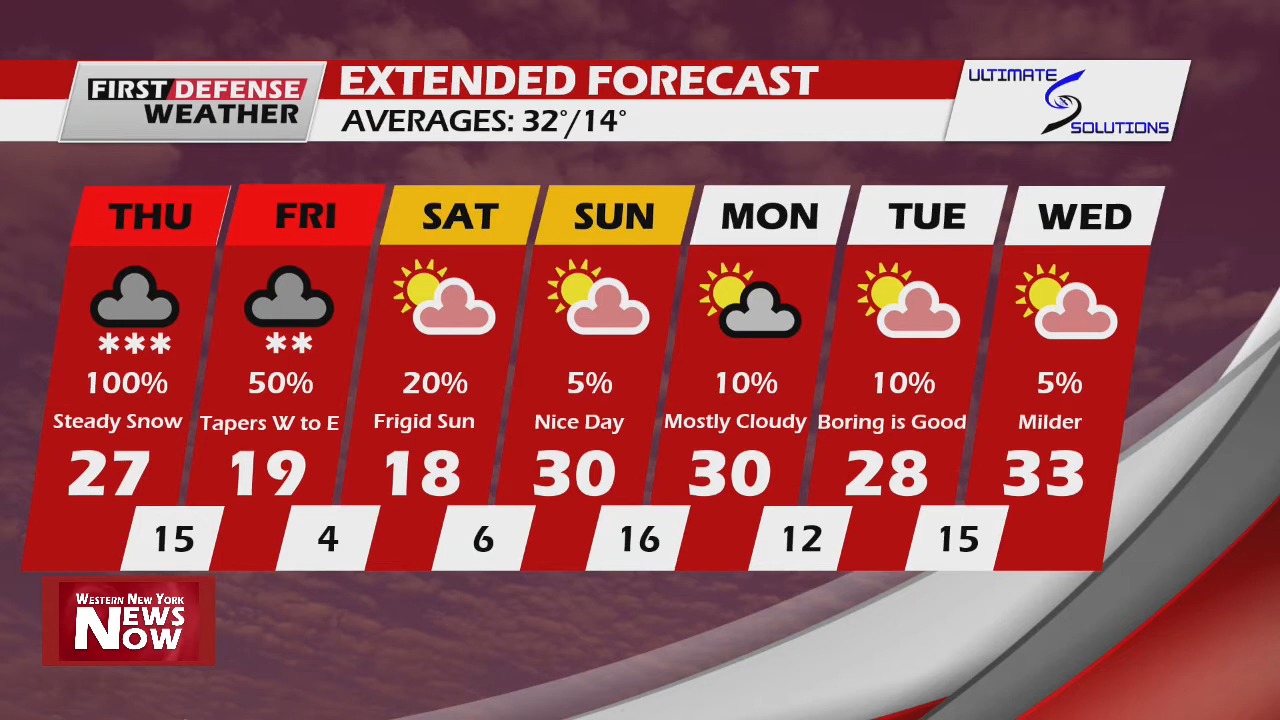 FIRST DEFENSE
WEATHER
EXTENDED FORECAST
AVERAGES: 32°/14°
ULTIMATE
SOLUTIONS
THU FRI SAT SUN MON TUE WED
100% 50% 20% 5% 10% 10% 5%
Steady Snow Tapers W to E Frigid Sun Nice Day Mostly Cloudy Boring is Good Milder
27 19 18 30 30 28 33
15 4 6 16 12 15
WESTERN NEW YORK
NEWS
NOW